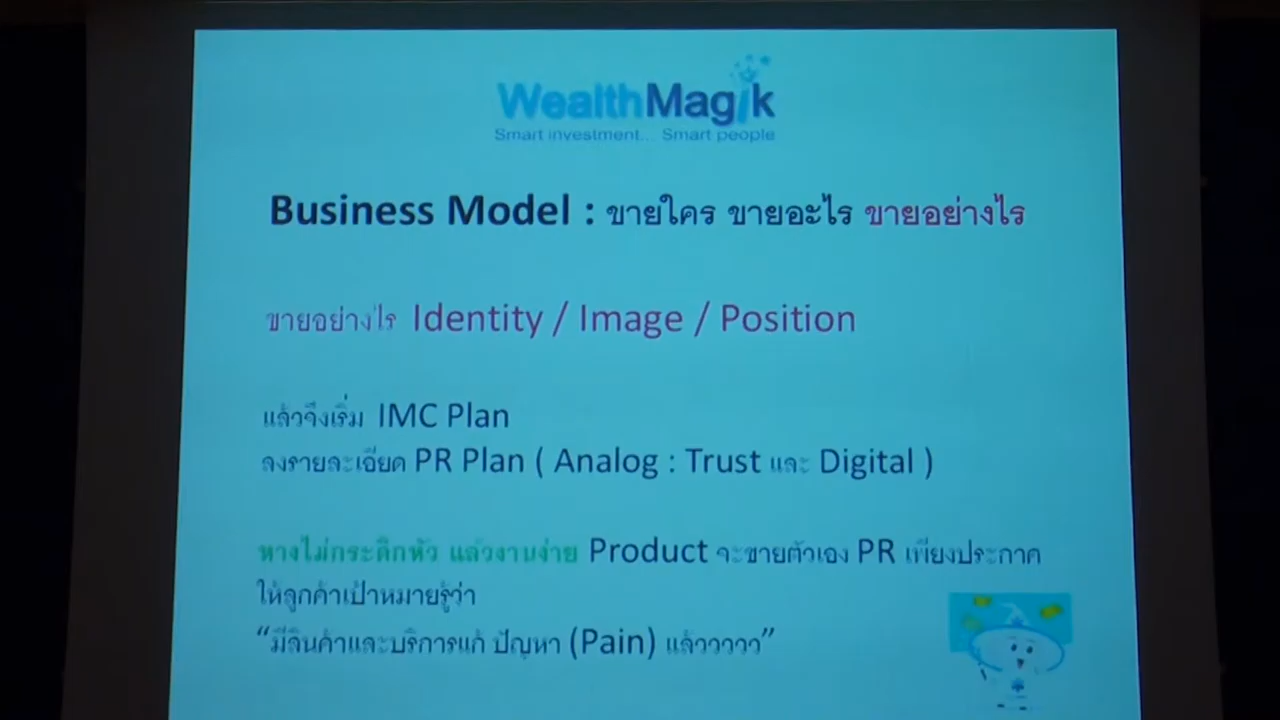 WealthMagik
Smart investment... Smart people
Business Model : ขายใคร ขายอะไร ขายอย่างไร
ขายอย่างไร Identity / Image / Position
แล้วจึงเริ่ม IMC Plan
ลงรายละเอียด PR Plan ( Analog : Trust และ Digital )
หางไม่กระดิกหัว แล้วงานง่าย Product จะขายตัวเอง PR เพียงประกาศ
ให้ลูกค้าเป้าหมายรู้ว่า
“มีสินค้าและบริการแก้ ปัญหา (Pain) แล้วววววว”